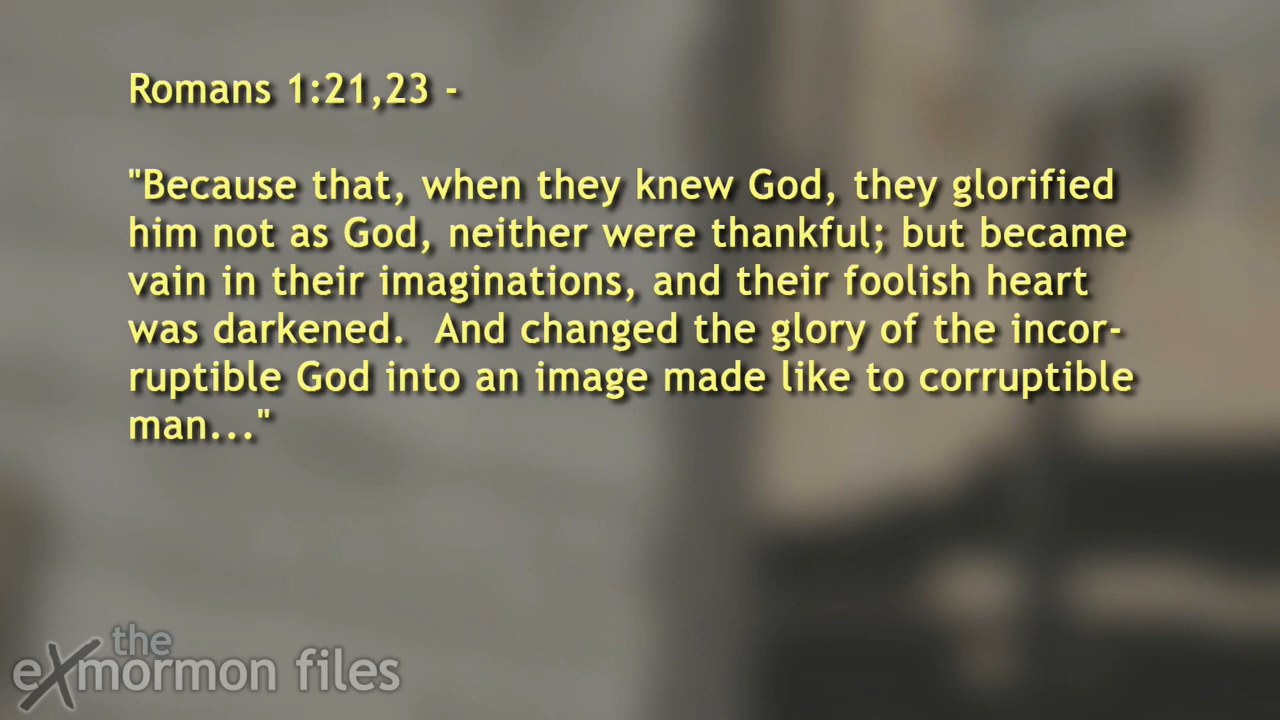 Romans 1:21,23 -
"Because that, when they knew God, they glorified
him not as God, neither were thankful; but became
vain in their imaginations, and their foolish heart
was darkened.  And changed the glory of the incor-
ruptible God into an image made like to corruptible
man..."
the
exmormon files